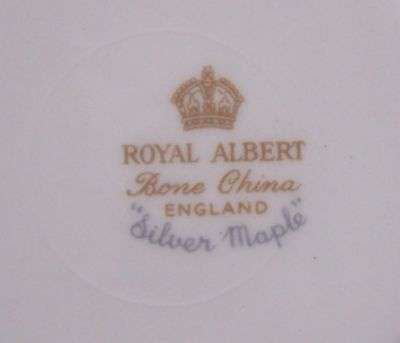 ROYAL ALBERT
Bone China
ENGLAND
"Silver Maple"